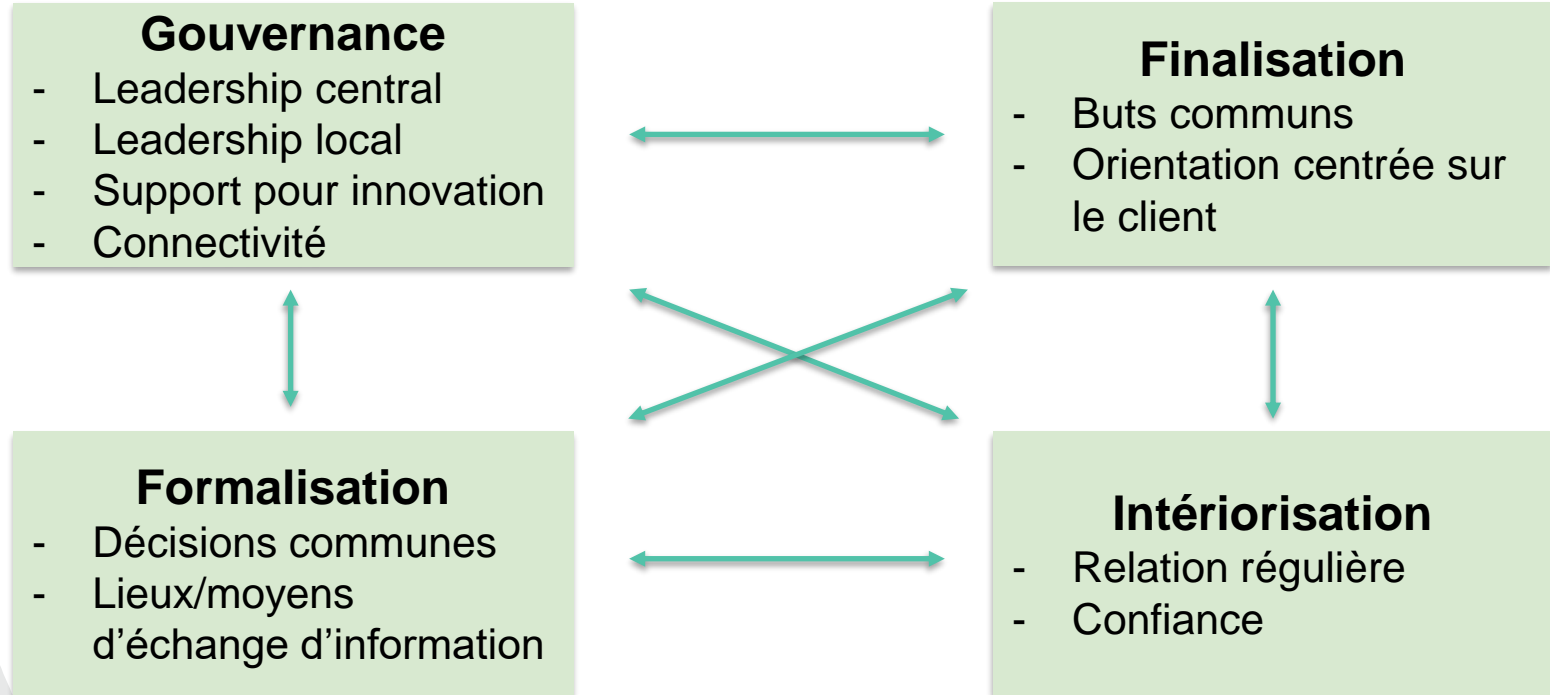 Gouvernance
- Leadership central
- Leadership local
- Support pour innovation
- Connectivité
Finalisation
- Buts communs
- Orientation centrée sur
le client
Formalisation
- Décisions communes
- Lieux/moyens
d’échange d’information
Intériorisation
- Relation régulière
- Confiance